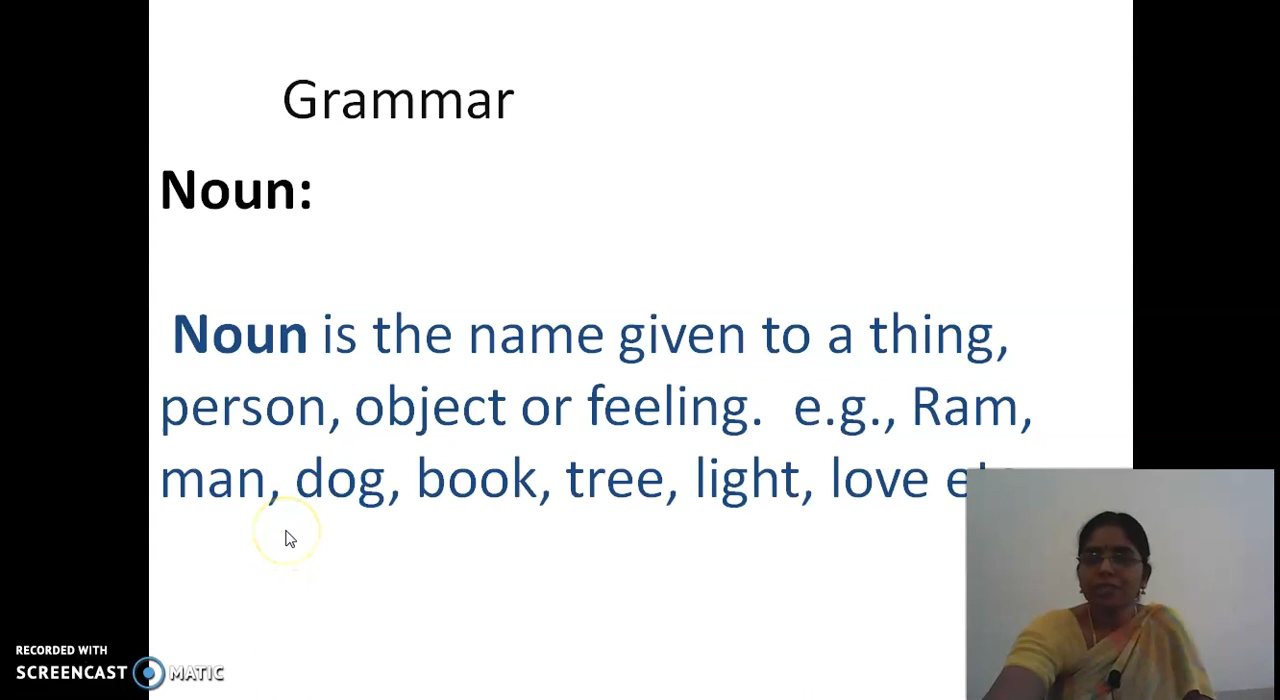 Grammar
Noun:
Noun is the name given to a thing,
person, object or feeling. e.g., Ram,
man, dog, book, tree, light, love
RECORDED WITH
SCREENCAST MATIC